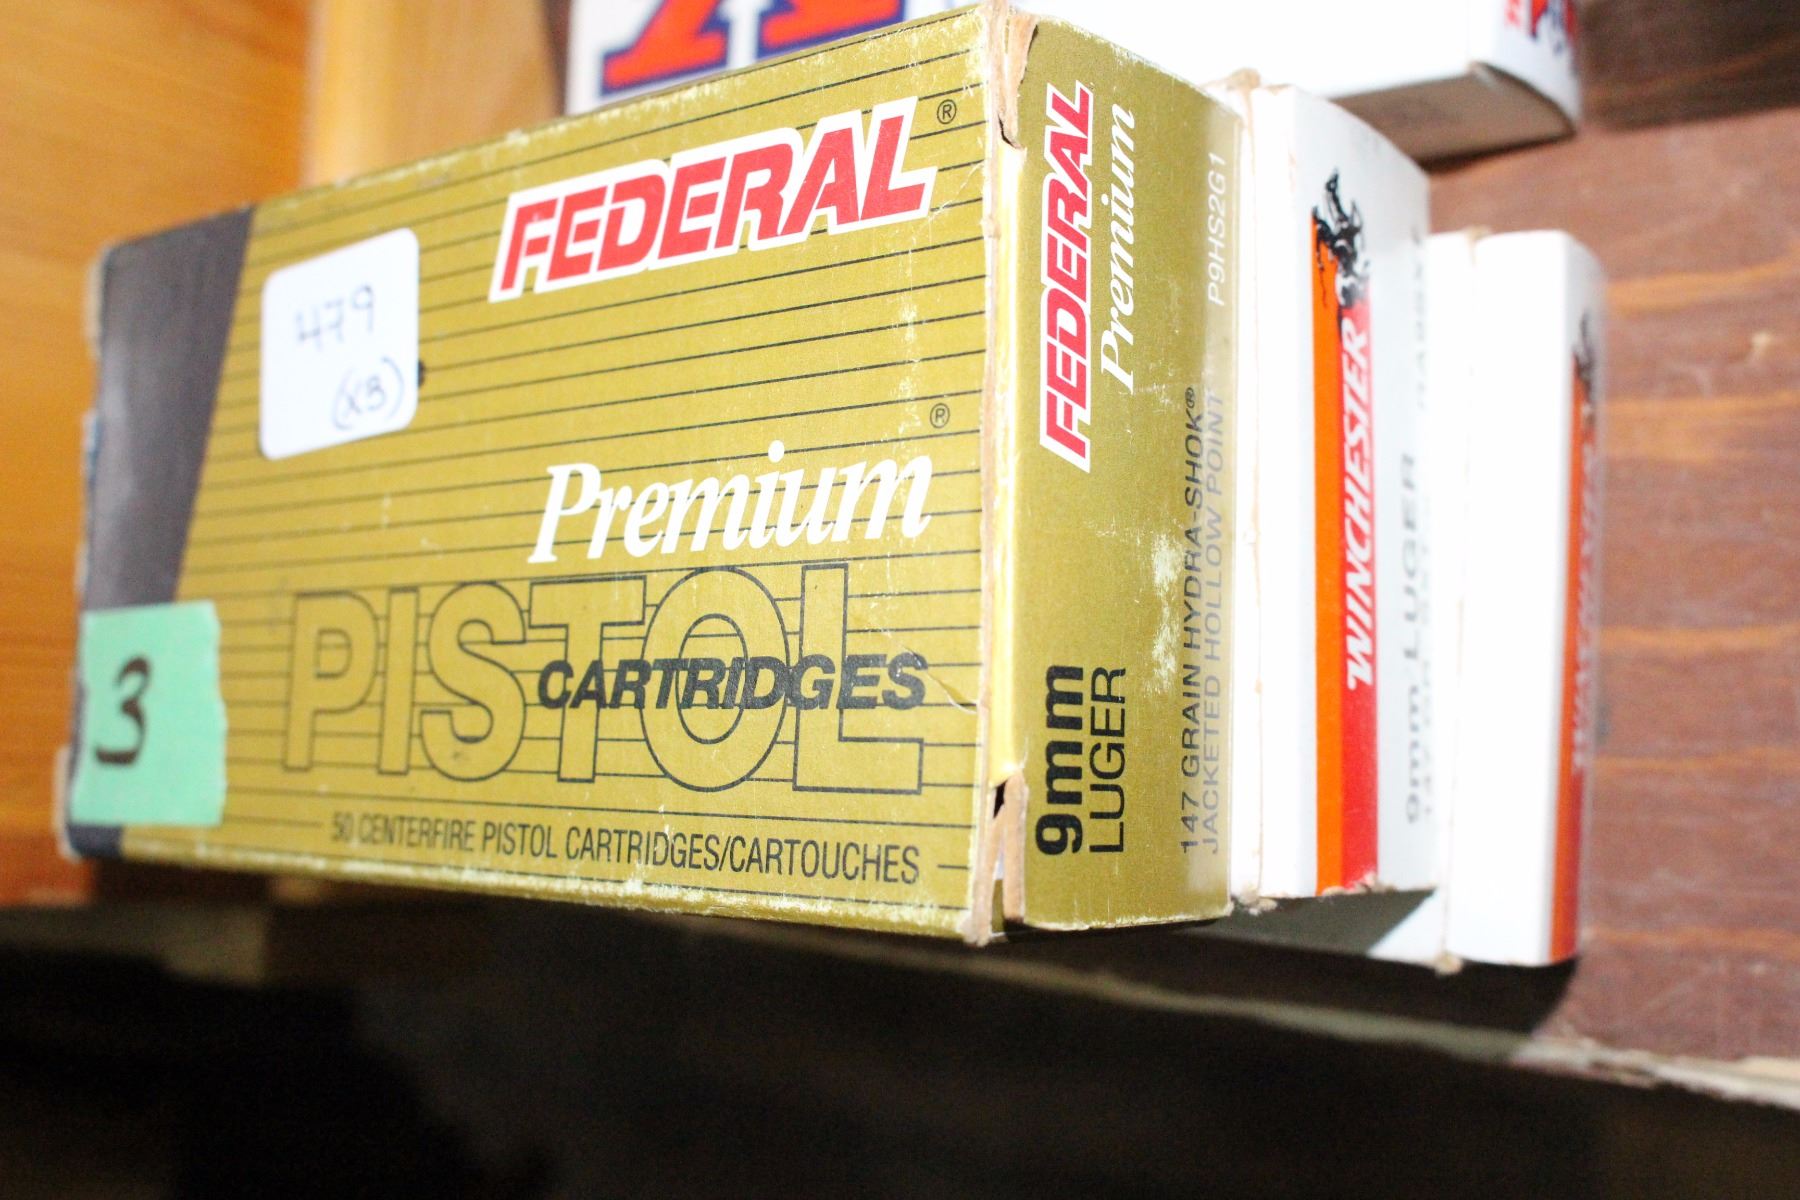 479
(x3)
FEDERAL®
Premium®
PISTOL
CARTRIDGES
50 CENTERFIRE PISTOL CARTRIDGES/CARTOUCHES
3
FEDERAL
Premium
9mm
LUGER
147 GRAIN HYDRA-SHOK®
JACKETED HOLLOW POINT
P9HS2G1
WINCHESTER
9mm LUGER